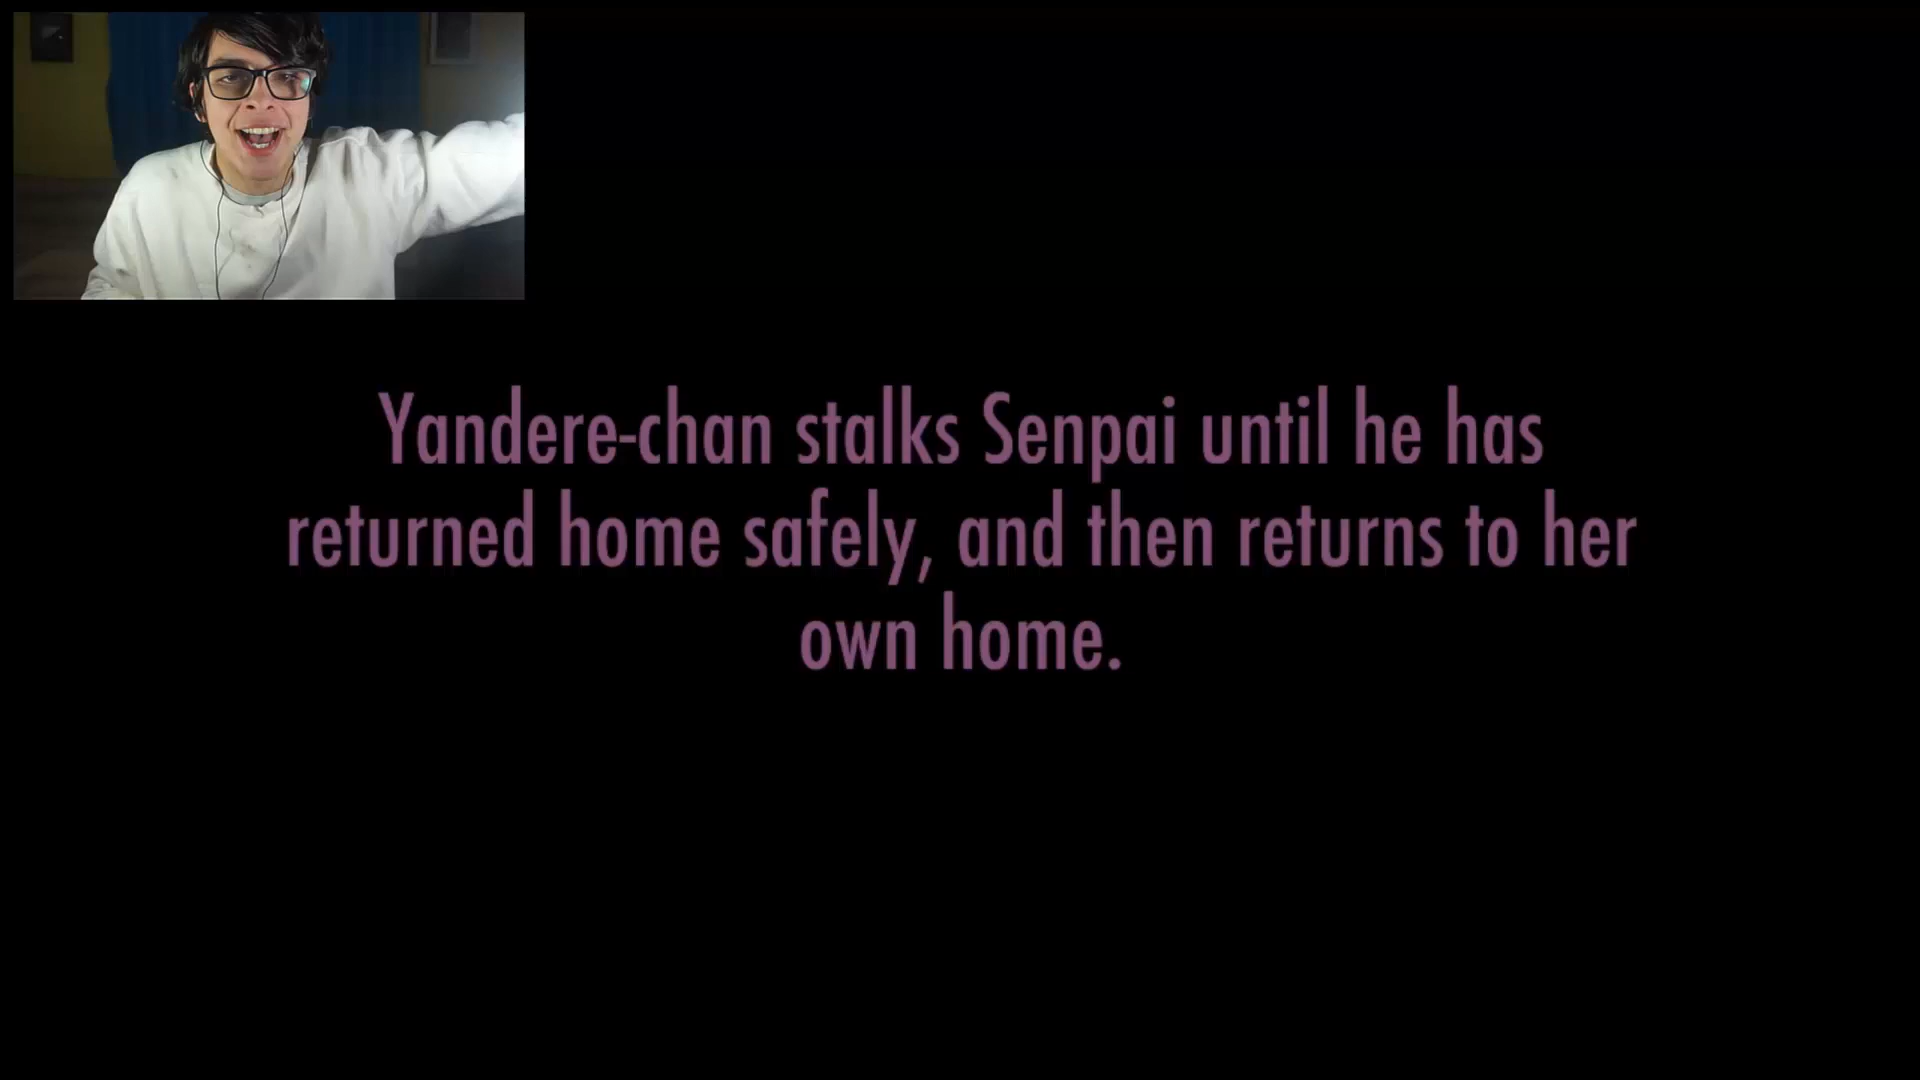 Yandere-chan stalks Senpai until he has
returned home safely, and then returns to her
own home.